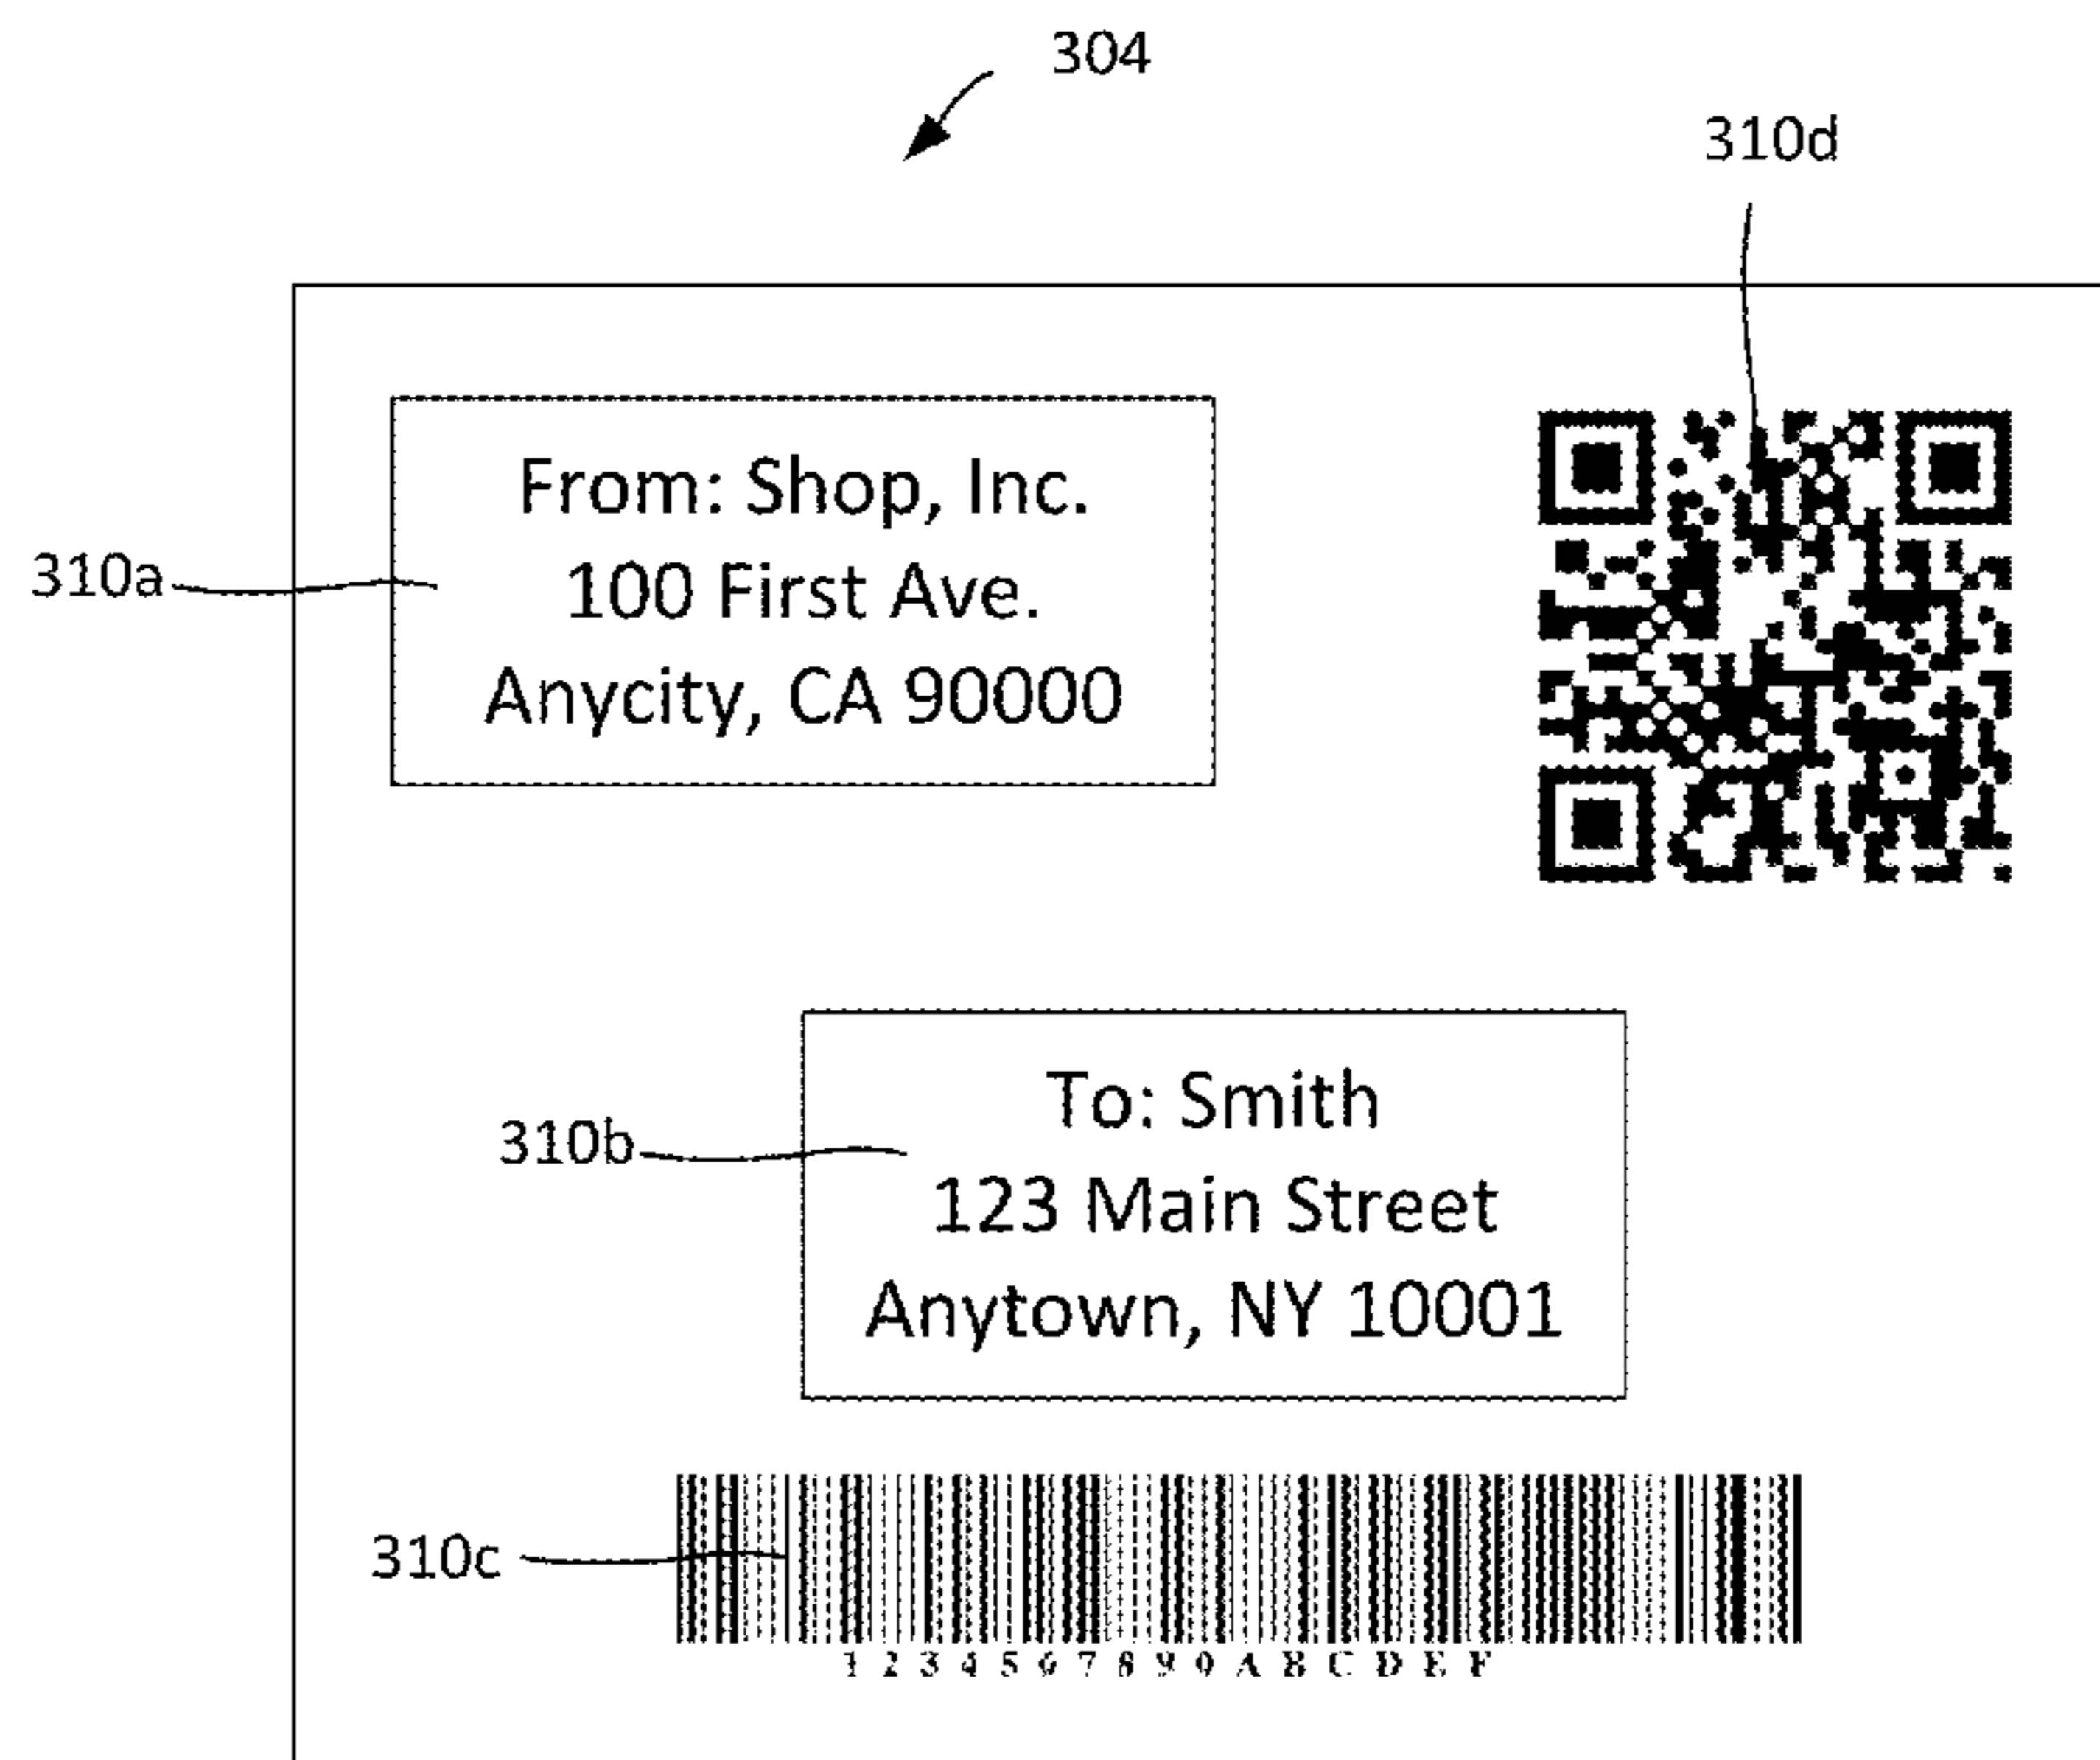 304
310d
From: Shop, Inc.
100 First Ave.
Anycity, CA 90000
310a
To: Smith
123 Main Street
Anytown, NY 10001
310b
310c
1 2 3 4 5 6 7 8 9 0 A B C D E F